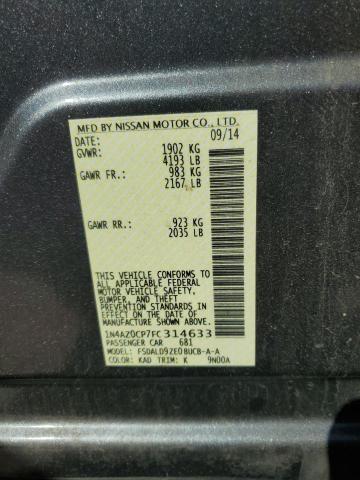 MFD BY NISSAN MOTOR CO., LTD.
DATE: 09/14
GVWR: 1902 KG
4193 LB
GAWR FR: 983 KG
2167 LB
GAWR RR: 923 KG
2035 LB
THIS VEHICLE CONFORMS TO
ALL APPLICABLE FEDERAL
MOTOR VEHICLE SAFETY,
BUMPER, AND THEFT
PREVENTION STANDARDS
IN EFFECT ON THE DATE OF
MANUFACTURE SHOWN ABOVE.
1N4AZ0CP7FC314633
PASSENGER CAR 681
MODEL: FSDALD9ZE0BUCB-A-A
COLOR: KAD TRIM: K 9N00A